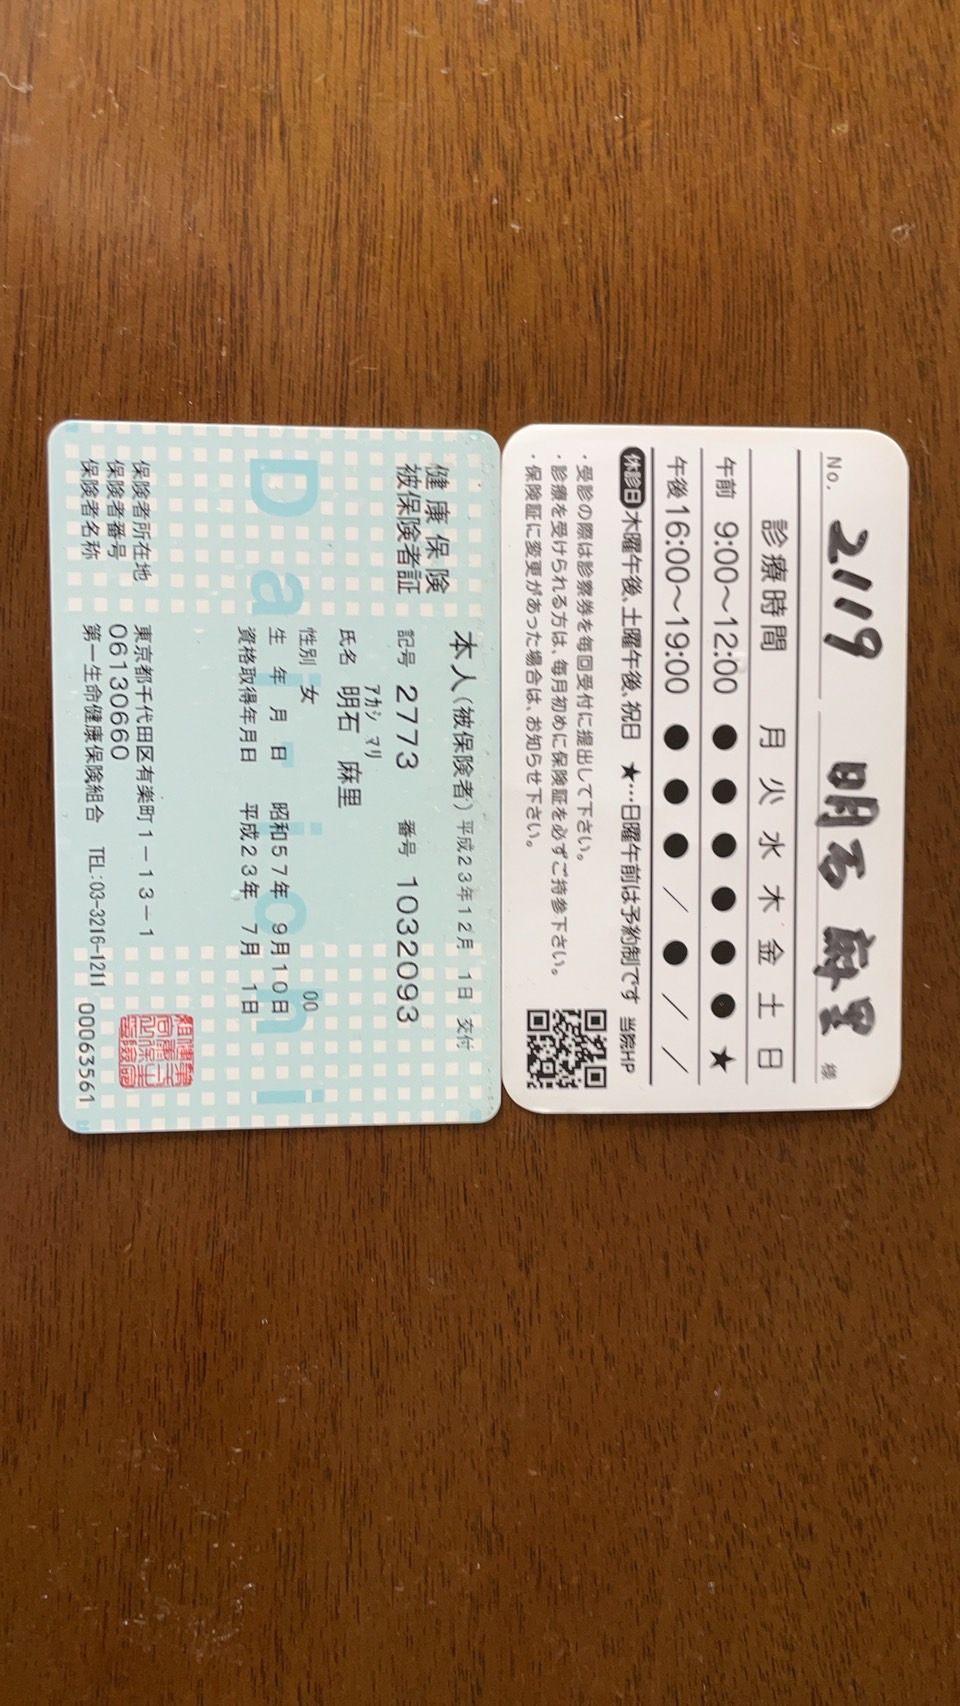 No. 2119 明石 麻里 様
診療時間 月 火 水 木 金 土 日
午前 9:00〜12:00 ● ● ● ● ● ● ★
午後 16:00〜19:00 ● ● ● / ● / /
休診日 木曜午後、土曜午後、祝日 ★…日曜午前は予約制です 当院HP
・受診の際は診察券を毎回受付に提出して下さい。
・診療を受けられる方は、毎月初めに保険証を必ずご持参下さい。
・保険証に変更があった場合は、お知らせ下さい。
健康保険
被保険者証
本人(被保険者) 平成23年12月 1日 交付
記号 2773 番号 1032093
アカシ マリ
氏名 明石 麻里
性別 女 00
生年月日 昭和57年 9月10日
資格取得年月日 平成23年 7月 1日
Dai-ichi
保険者所在地 東京都千代田区有楽町1-13-1
保険者番号 06130660
保険者名称 第一生命健康保険組合 TEL:03-3216-1211 00063561